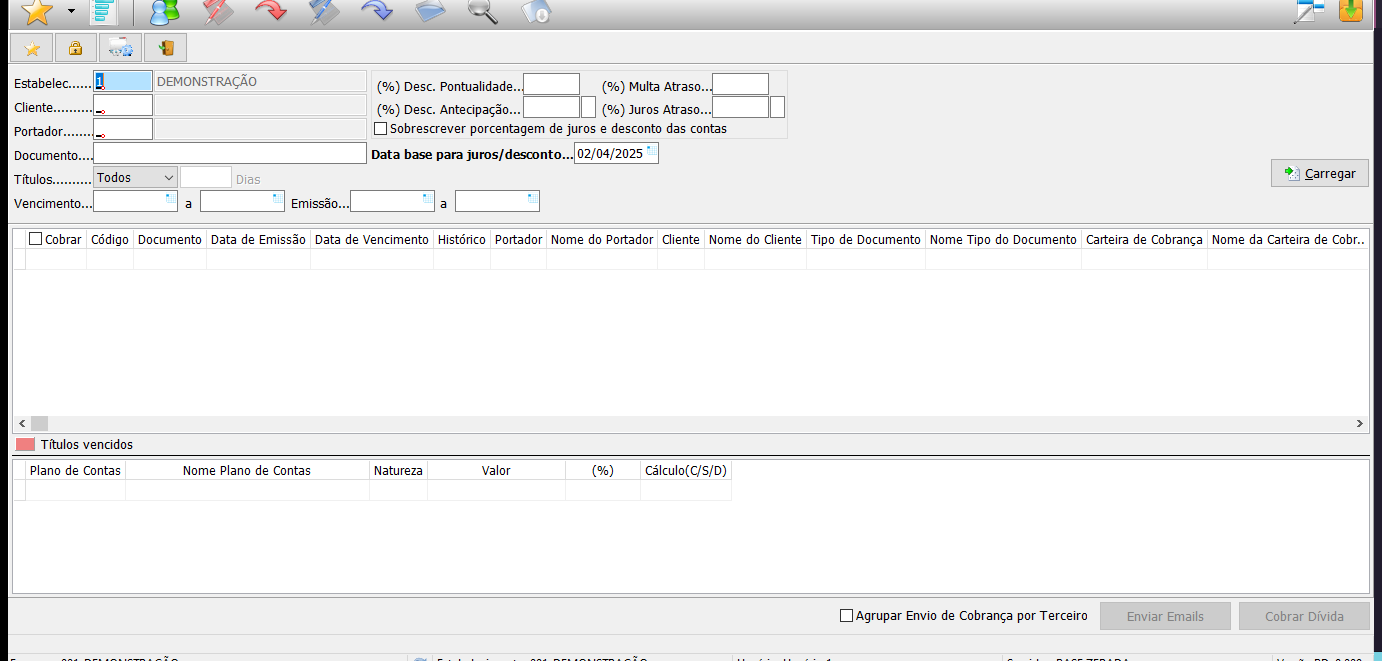 Estabelec...... 1 DEMONSTRAÇÃO
(%) Desc. Pontualidade... (%) Multa Atraso...
Cliente..........
(%) Desc. Antecipação... (%) Juros Atraso...
Portador........
Sobrescrever porcentagem de juros e desconto das contas
Documento.... Data base para juros/desconto... 02/04/2025
Títulos.......... Todos Dias
Carregar
Vencimento... a Emissão... a
Cobrar Código Documento Data de Emissão Data de Vencimento Histórico Portador Nome do Portador Cliente Nome do Cliente Tipo de Documento Nome Tipo do Documento Carteira de Cobrança Nome da Carteira de Cobr..
Títulos vencidos
Plano de Contas Nome Plano de Contas Natureza Valor (%) Cálculo(C/S/D)
Agrupar Envio de Cobrança por Terceiro Enviar Emails Cobrar Dívida